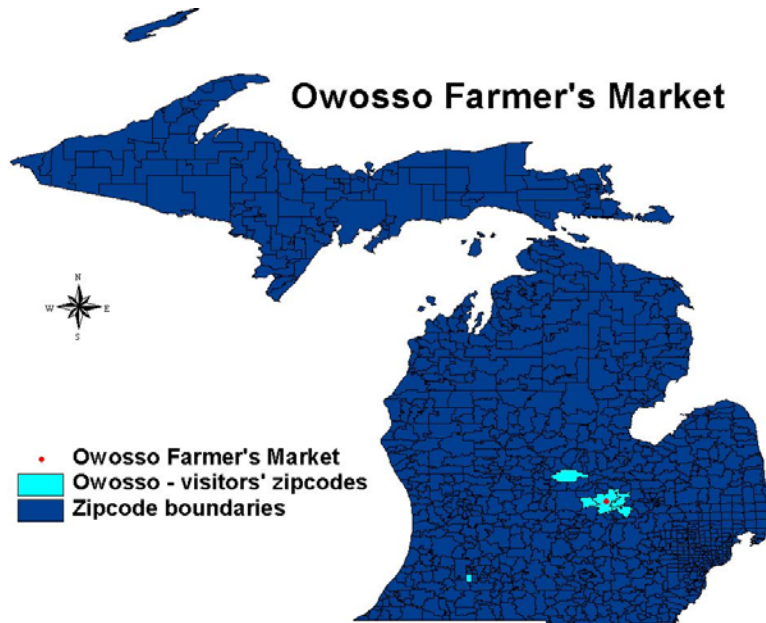 Owosso Farmer's Market
N
W E
S
Owosso Farmer's Market
Owosso - visitors' zipcodes
Zipcode boundaries